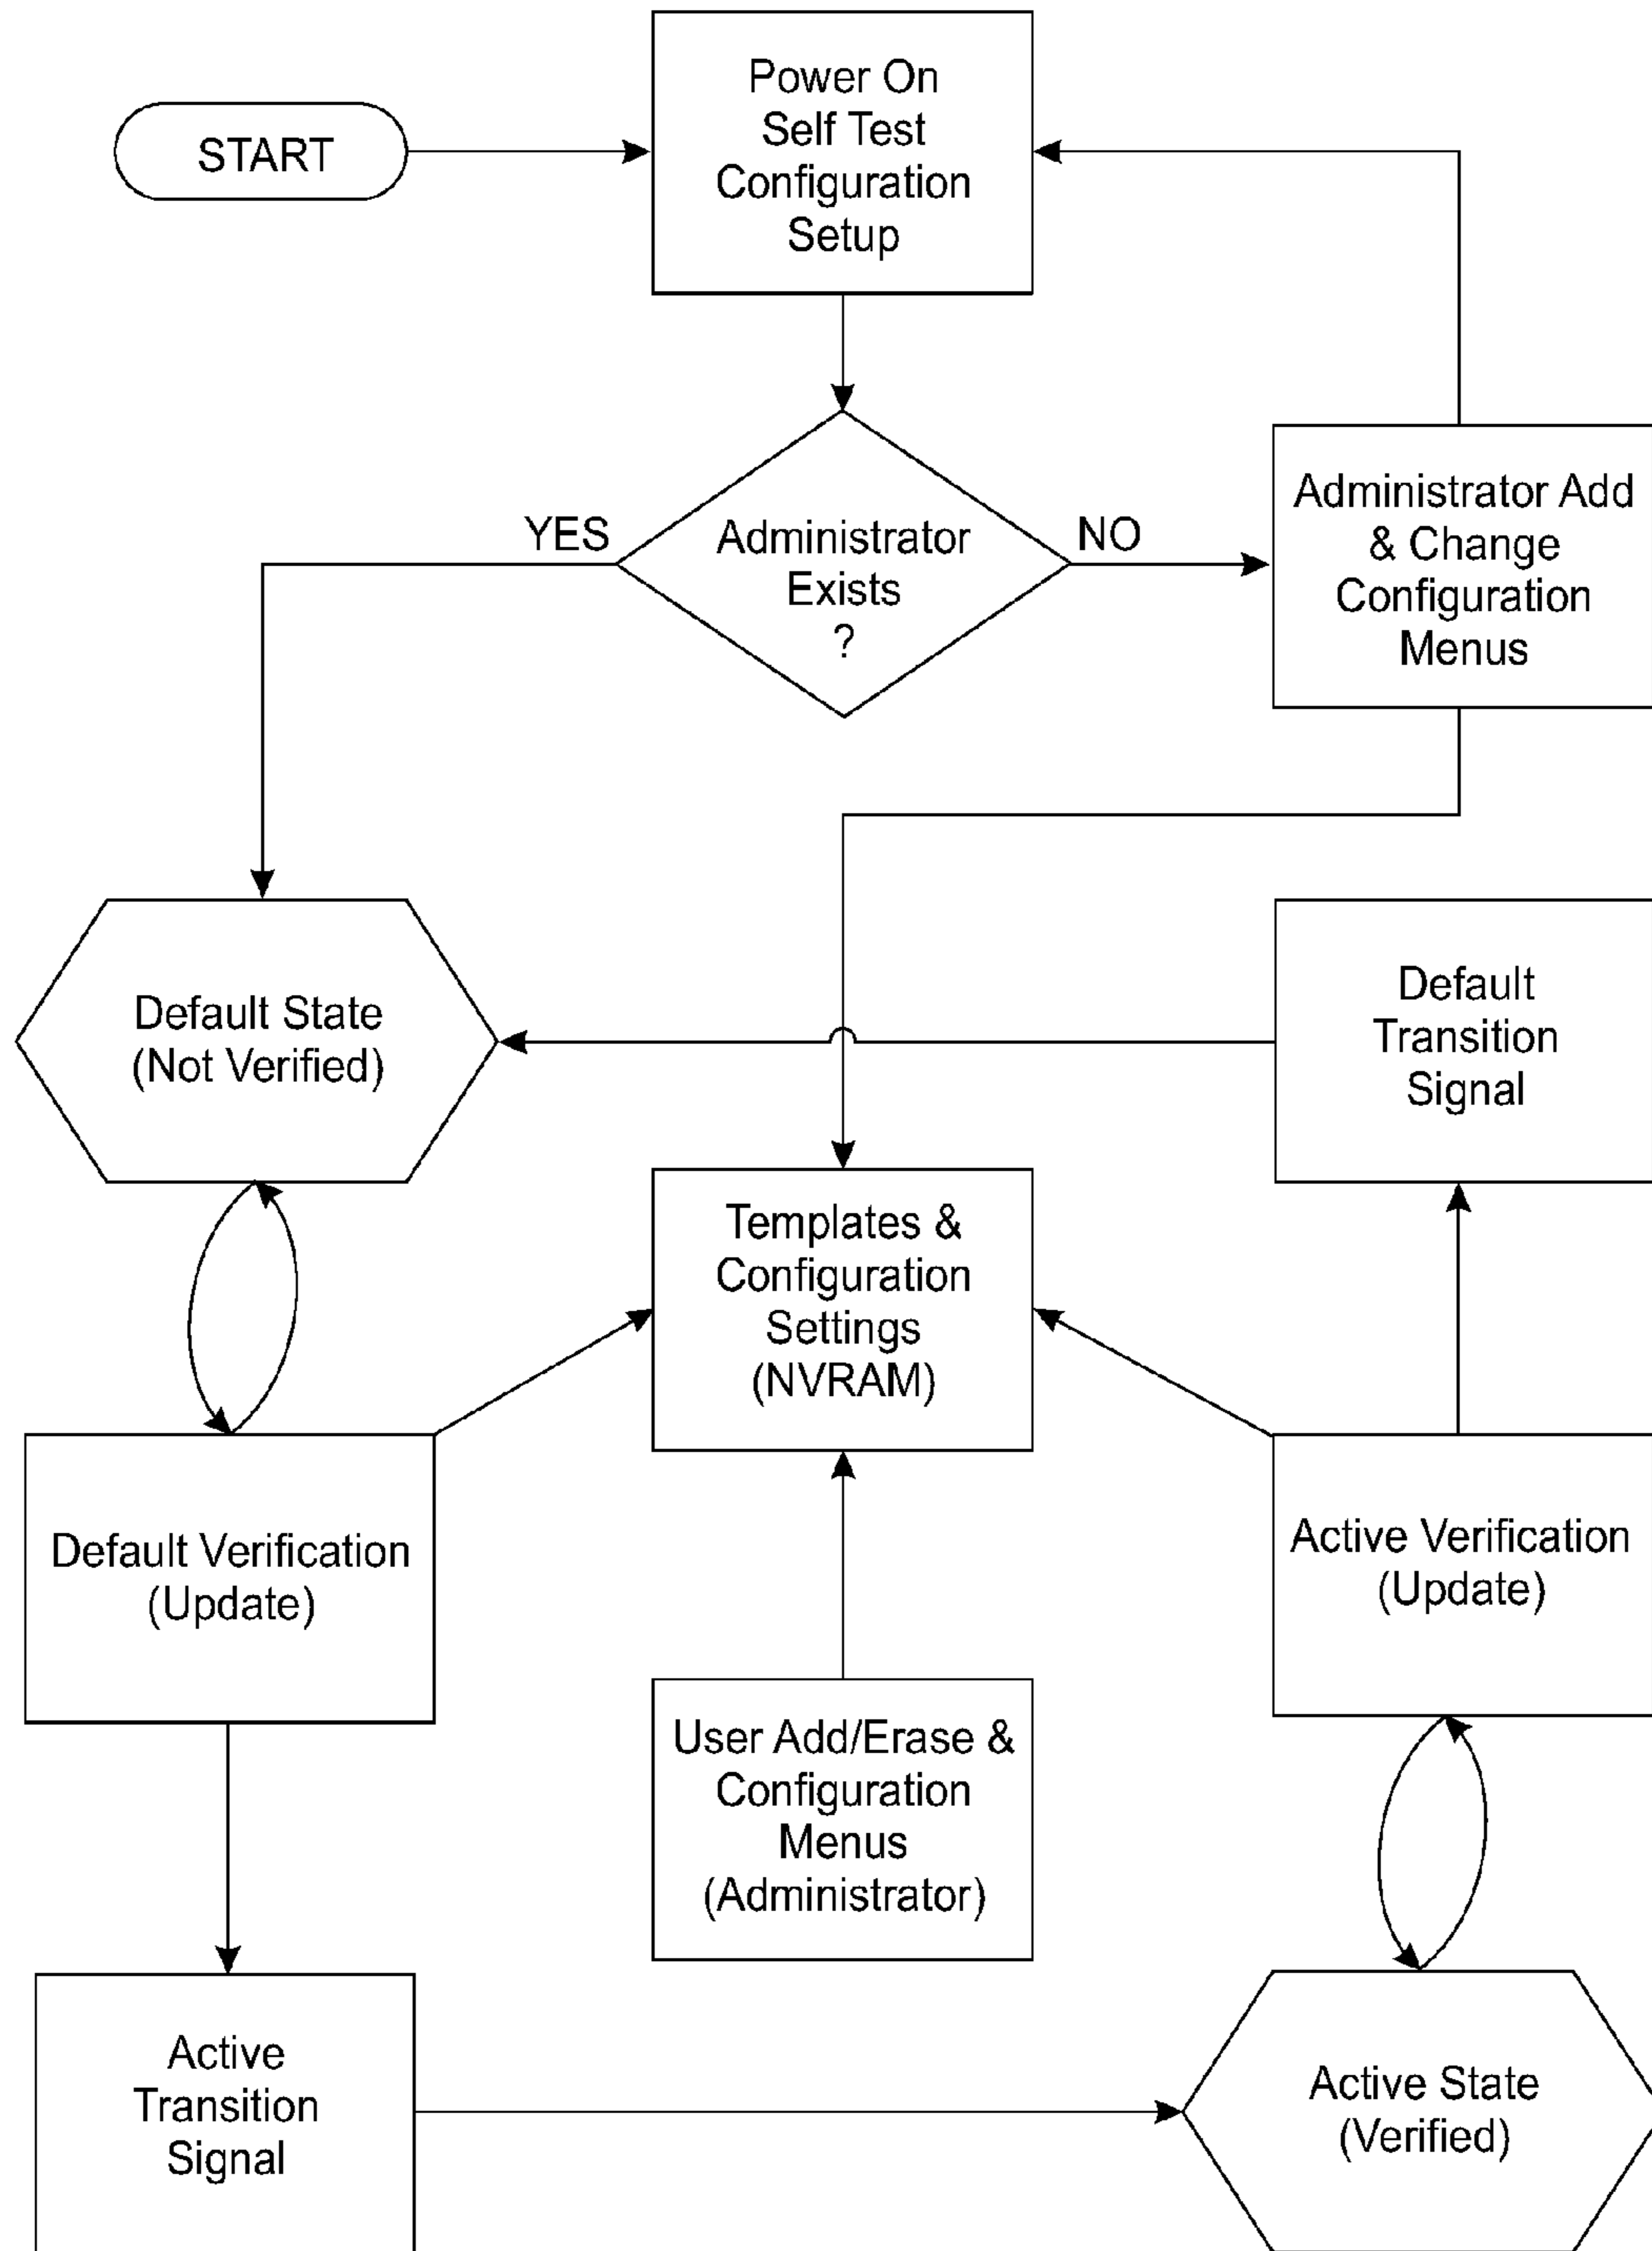 Power On
Self Test
Configuration
Setup
START
YES
Administrator
Exists
?
NO
Administrator Add
& Change
Configuration
Menus
Default State
(Not Verified)
Default
Transition
Signal
Templates &
Configuration
Settings
(NVRAM)
Default Verification
(Update)
Active Verification
(Update)
User Add/Erase &
Configuration
Menus
(Administrator)
Active
Transition
Signal
Active State
(Verified)